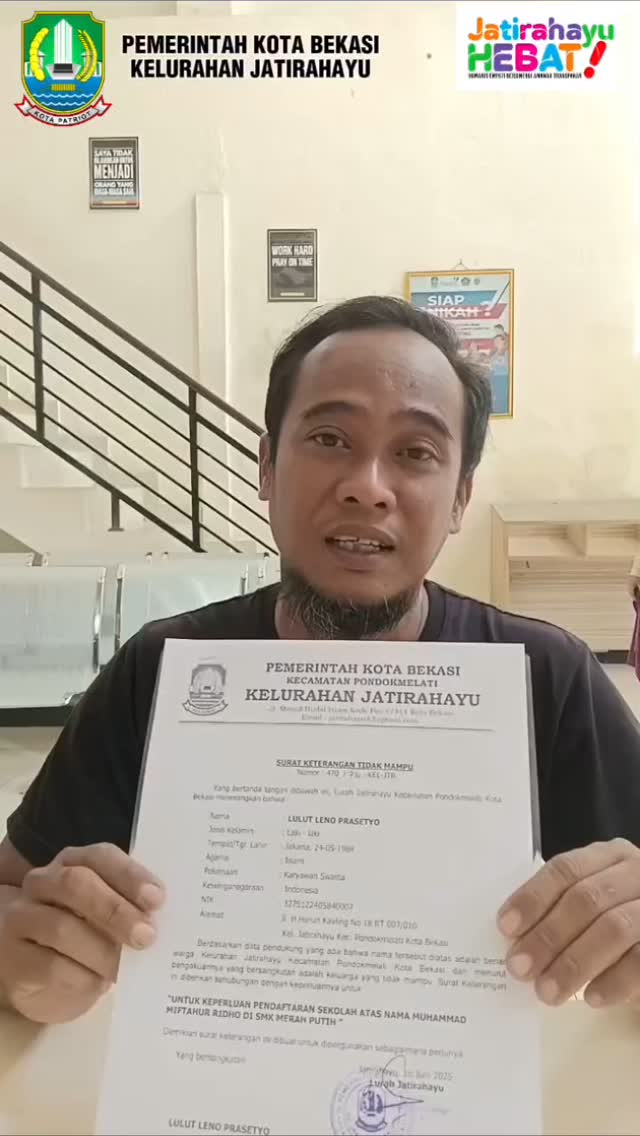 PEMERINTAH KOTA BEKASI
KELURAHAN JATIRAHAYU
KOTA PATRIOT
Jatirahayu
HEBAT!
SAYA TIDAK
MENJADI
ORANG YANG
WORK HARD
PRAY ON TIME
SIAP
NIKAH?
PEMERINTAH KOTA BEKASI
KECAMATAN PONDOKMELATI
KELURAHAN JATIRAHAYU
SURAT KETERANGAN TIDAK MAMPU
Nomor : 470 / KEL-JTR
Yang bertanda tangan dibawah ini, Lurah Jatirahayu Kecamatan Pondokmelati Kota
Bekasi menerangkan bahwa :
Nama : LULUT LENO PRASETYO
Jenis Kelamin : Laki - laki
Tempat/Tgl. Lahir : Jakarta, 24-05-1984
Agama : Islam
Pekerjaan : Karyawan Swasta
Kewarganegaraan : Indonesia
NIK : 3275122405840007
Alamat : Jl. H.Harun Kavling No 18 RT 007/010
Kel. Jatirahayu Kec. Pondokmelati Kota Bekasi
Berdasarkan data pendukung yang ada bahwa nama tersebut diatas adalah benar
warga Kelurahan Jatirahayu Kecamatan Pondokmelati Kota Bekasi dan menurut
pengakuannya yang bersangkutan adalah keluarga yang tidak mampu. Surat Keterangan
ini diberikan sehubungan dengan keperluannya untuk
"UNTUK KEPERLUAN PENDAFTARAN SEKOLAH ATAS NAMA MUHAMMAD
MIFTAHUR RIDHO DI SMK MERAH PUTIH "
Demikian surat keterangan ini dibuat untuk dipergunakan sebagaimana perlunya
Yang bersangkutan
Jatirahayu, Juni 2025
Lurah Jatirahayu
LULUT LENO PRASETYO